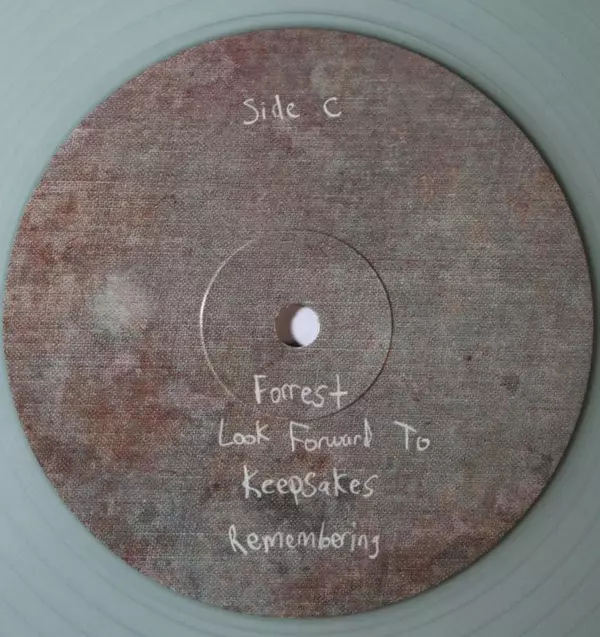 Side C
Forrest
Look Forward To
Keepsakes
Remembering